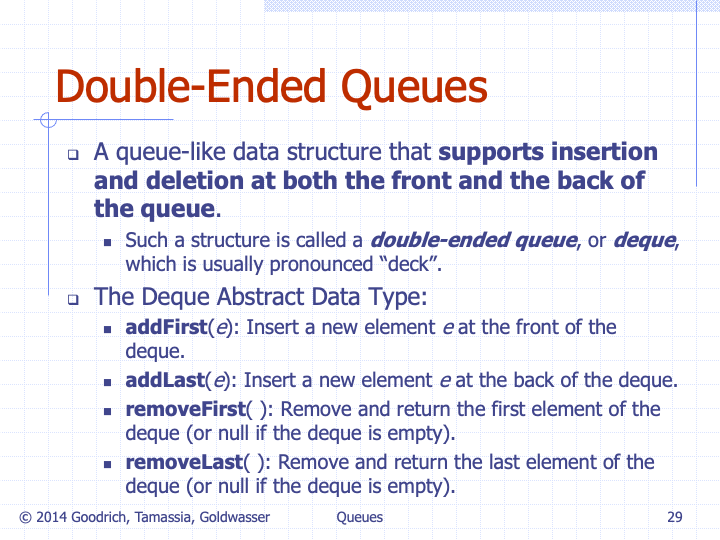 Double-Ended Queues
❑ A queue-like data structure that supports insertion
and deletion at both the front and the back of
the queue.
■ Such a structure is called a double-ended queue, or deque,
which is usually pronounced “deck”.
❑ The Deque Abstract Data Type:
■ addFirst(e): Insert a new element e at the front of the
deque.
■ addLast(e): Insert a new element e at the back of the deque.
■ removeFirst( ): Remove and return the first element of the
deque (or null if the deque is empty).
■ removeLast( ): Remove and return the last element of the
deque (or null if the deque is empty).
© 2014 Goodrich, Tamassia, Goldwasser Queues 29